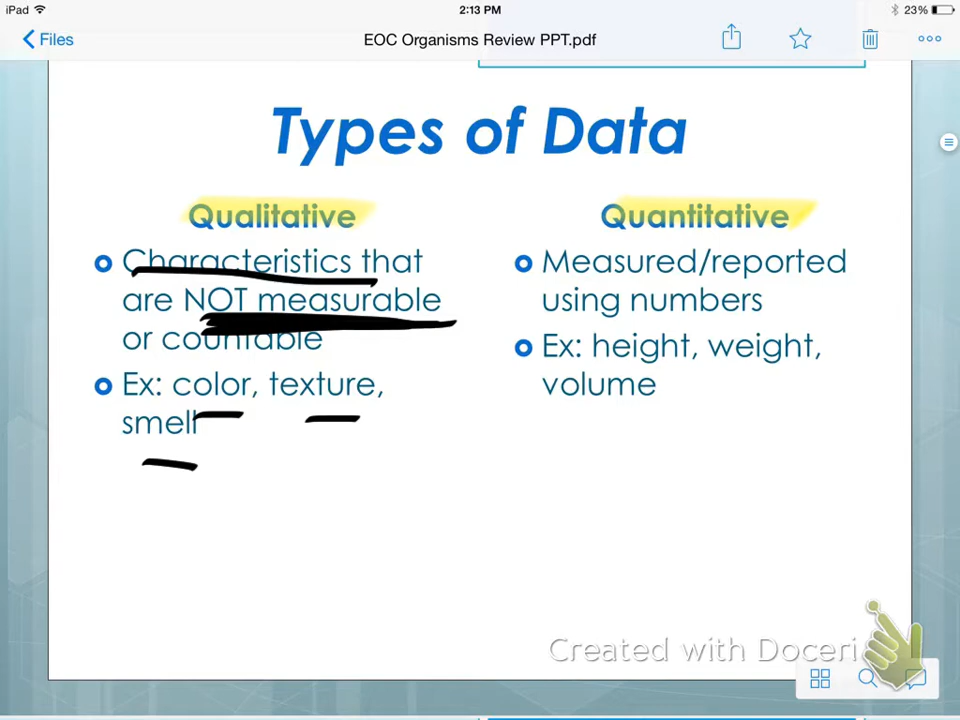 iPad 2:13 PM 23%
Files EOC Organisms Review PPT.pdf
Types of Data
Qualitative
Characteristics that
are NOT measurable
or countable
Ex: color, texture,
smell
Quantitative
Measured/reported
using numbers
Ex: height, weight,
volume
Created with Doceri